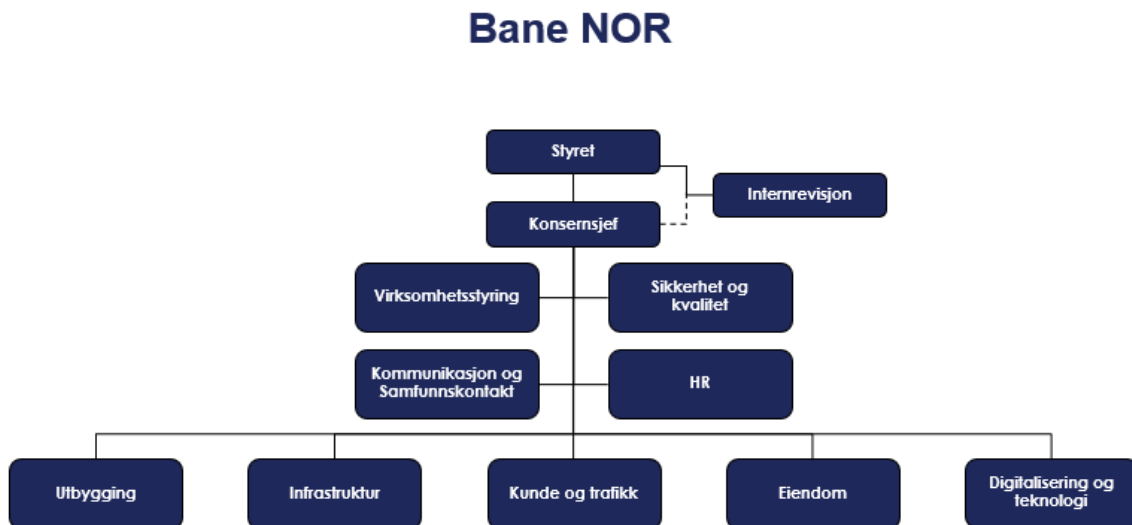 Bane NOR
Styret
Internrevisjon
Konsernsjef
Virksomhetsstyring
Sikkerhet og
kvalitet
Kommunikasjon og
Samfunnskontakt
HR
Utbygging
Infrastruktur
Kunde og trafikk
Eiendom
Digitalisering og
teknologi